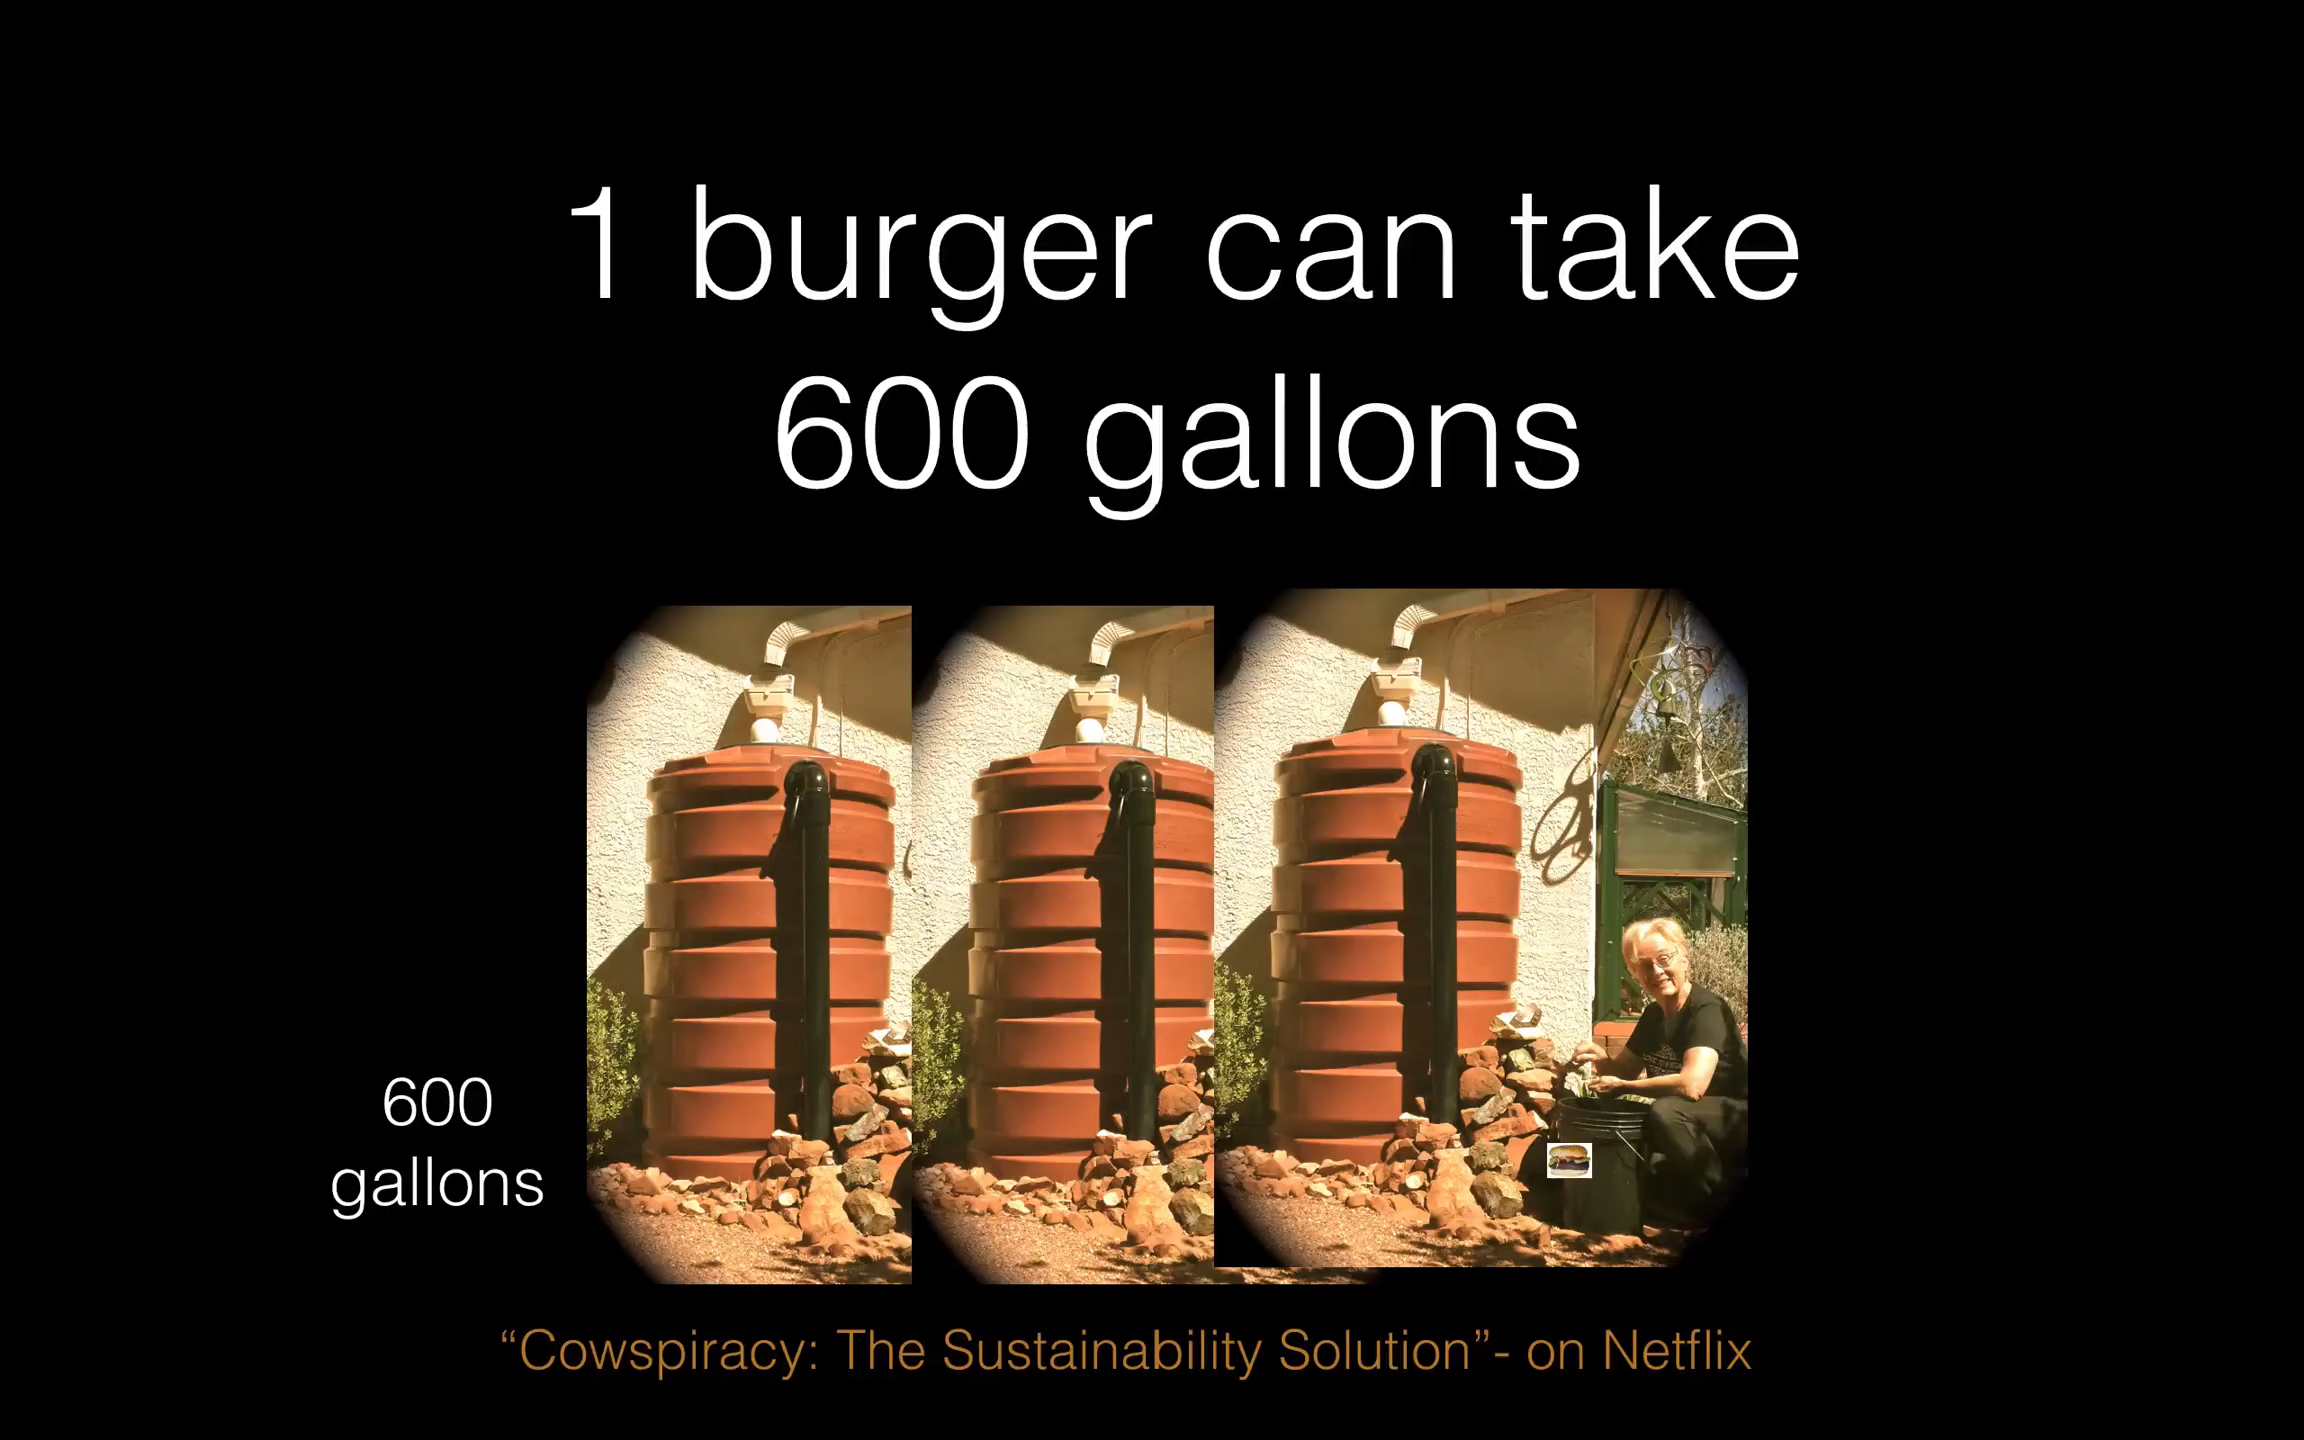 1 burger can take
600 gallons
600
gallons
“Cowspiracy: The Sustainability Solution”- on Netflix